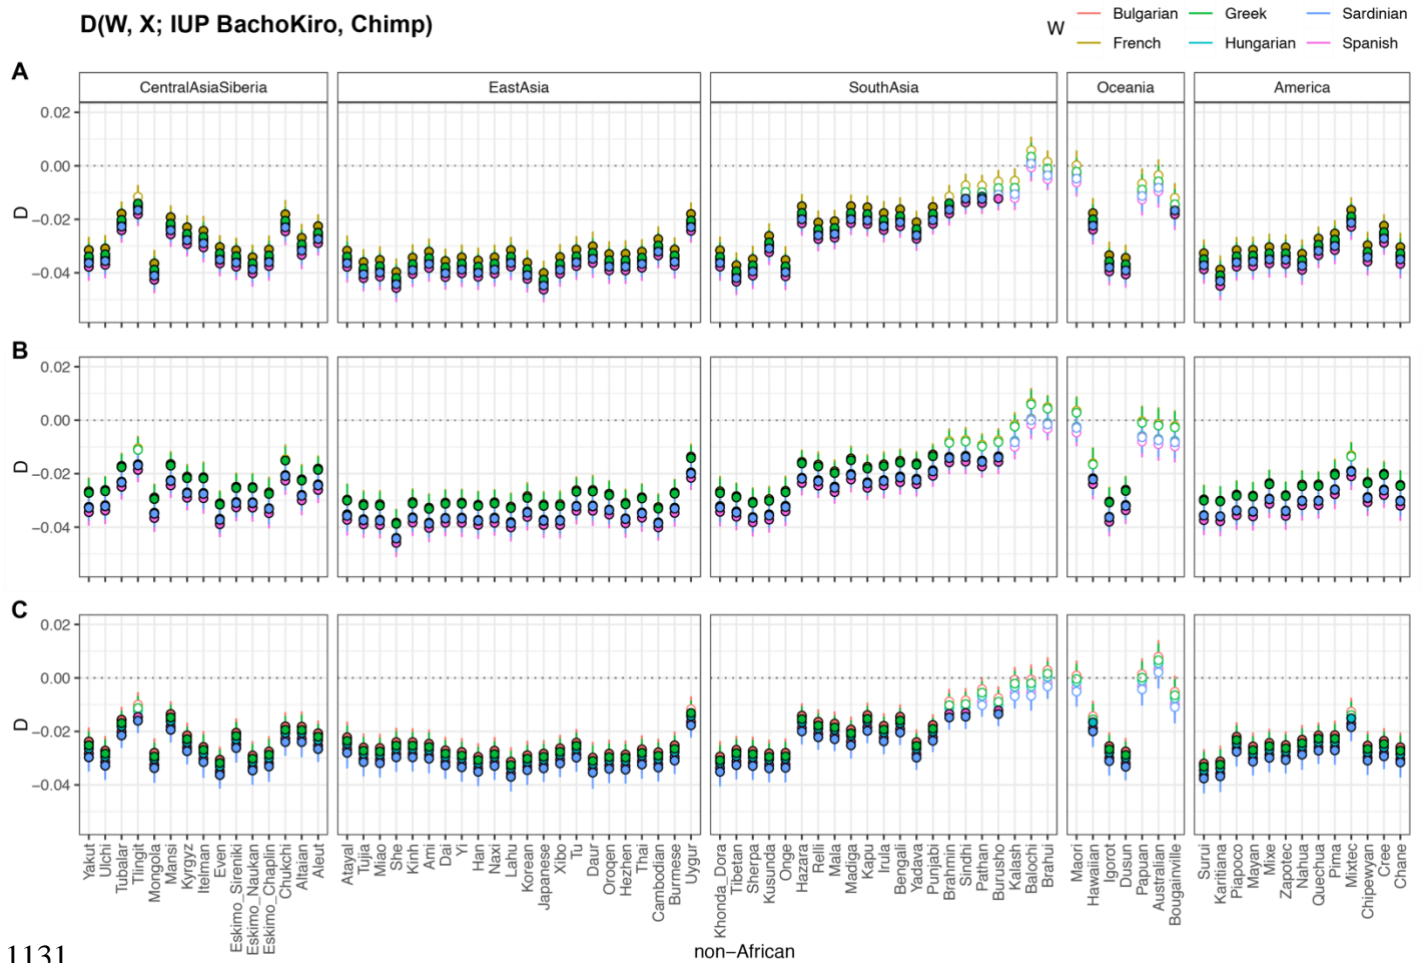 D(W, X; IUP BachoKiro, Chimp)
W
Bulgarian
Greek
Sardinian
French
Hungarian
Spanish
A
CentralAsiaSiberia
EastAsia
SouthAsia
Oceania
America
0.02
0.00
−0.02
−0.04
D
B
0.02
0.00
−0.02
−0.04
D
C
0.02
0.00
−0.02
−0.04
D
Yakut
Ulchi
Tubalar
Tlingit
Mongola
Mansi
Kyrgyz
Itelman
Even
Eskimo_Sireniki
Eskimo_Naukan
Eskimo_Chaplin
Chukchi
Altaian
Aleut
Atayal
Tujia
Miao
She
Kinh
Ami
Dai
Yi
Han
Naxi
Lahu
Korean
Japanese
Xibo
Tu
Daur
Oroqen
Hezhen
Thai
Cambodian
Burmese
Uygur
Khonda_Dora
Tibetan
Sherpa
Kusunda
Onge
Hazara
Relli
Mala
Madiga
Kapu
Irula
Bengali
Yadava
Punjabi
Brahmin
Sindhi
Pathan
Burusho
Kalash
Balochi
Brahui
Maori
Hawaiian
Igorot
Dusun
Papuan
Australian
Bougainville
Surui
Karitiana
Piapoco
Mayan
Mixe
Zapotec
Nahua
Quechua
Pima
Mixtec
Chipewyan
Cree
Chane
non−African
1131